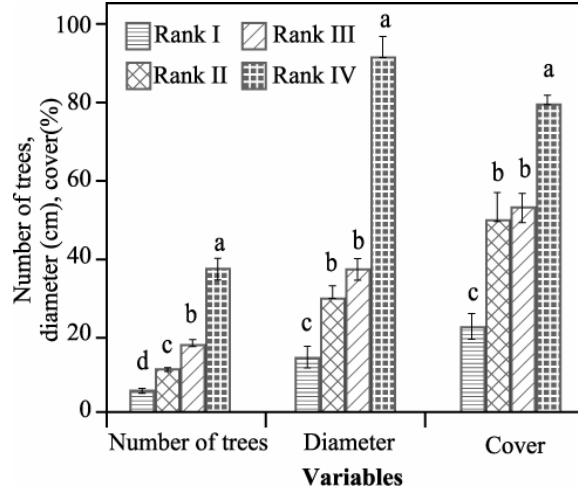 100
80
60
40
20
0
Number of trees,
diameter (cm), cover(%)
Rank I
Rank III
Rank II
Rank IV
d
c
b
a
c
b
b
a
c
b
b
a
Number of trees
Diameter
Cover
Variables